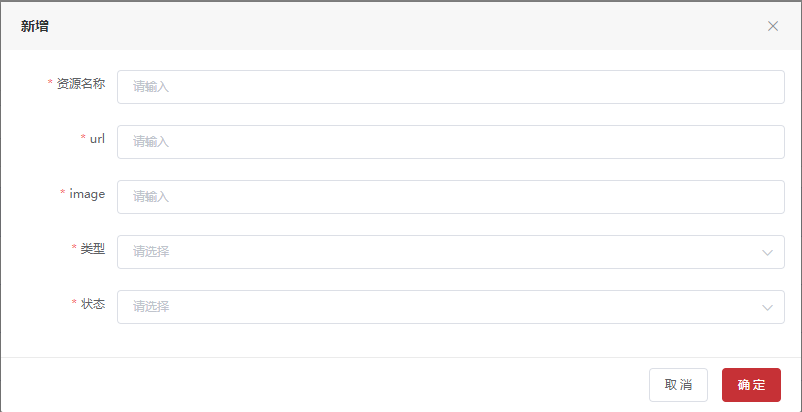 新增
* 资源名称 请输入
* url 请输入
* image 请输入
* 类型 请选择
* 状态 请选择
取消 确定